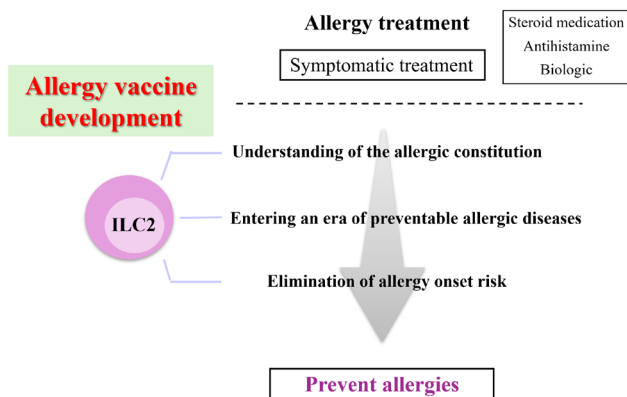 Allergy treatment
Symptomatic treatment
Steroid medication
Antihistamine
Biologic
Allergy vaccine
development
Understanding of the allergic constitution
ILC2
Entering an era of preventable allergic diseases
Elimination of allergy onset risk
Prevent allergies